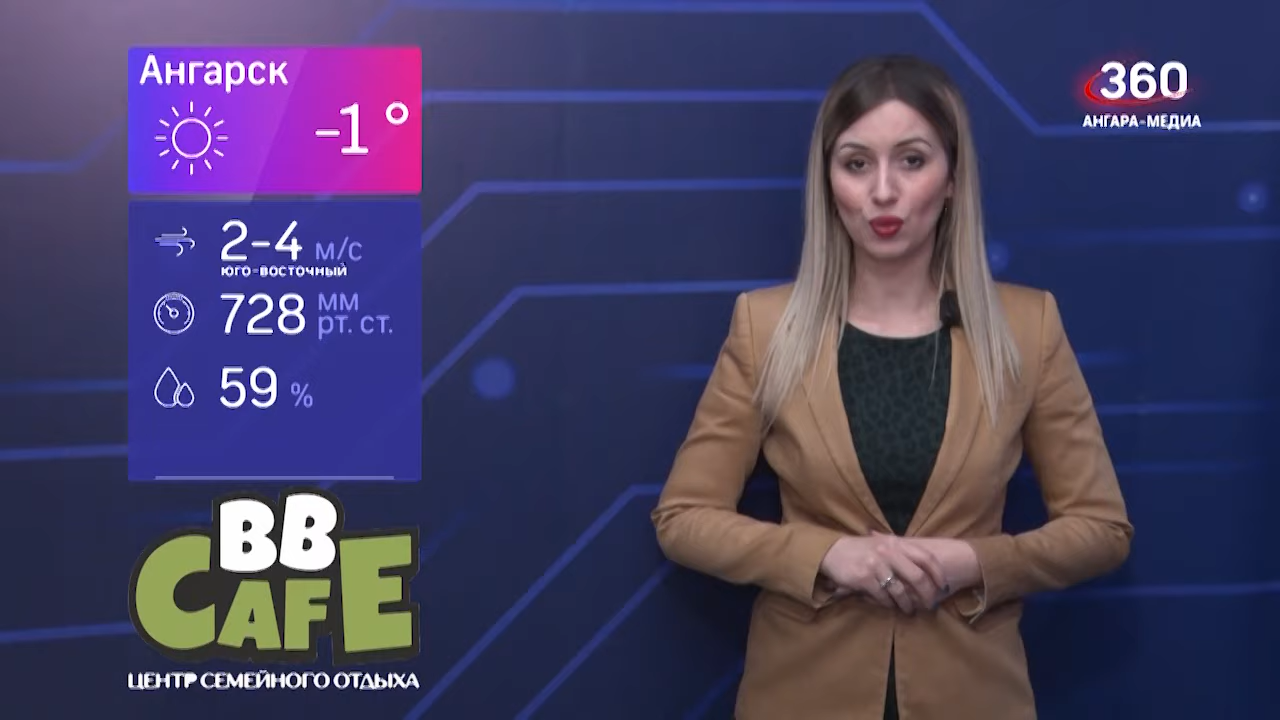 Ангарск
-1°
2-4 м/с
юго-восточный
728 мм рт. ст.
59 %
360
АНГАРА-МЕДИА
BB
CAFE
ЦЕНТР СЕМЕЙНОГО ОТДЫХА